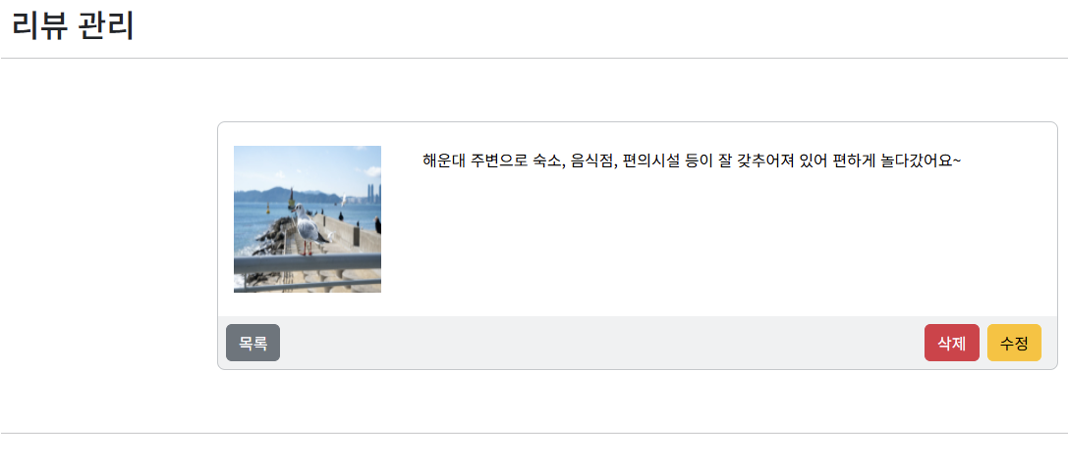 리뷰 관리
해운대 주변으로 숙소, 음식점, 편의시설 등이 잘 갖추어져 있어 편하게 놀다갔어요~
목록
삭제
수정